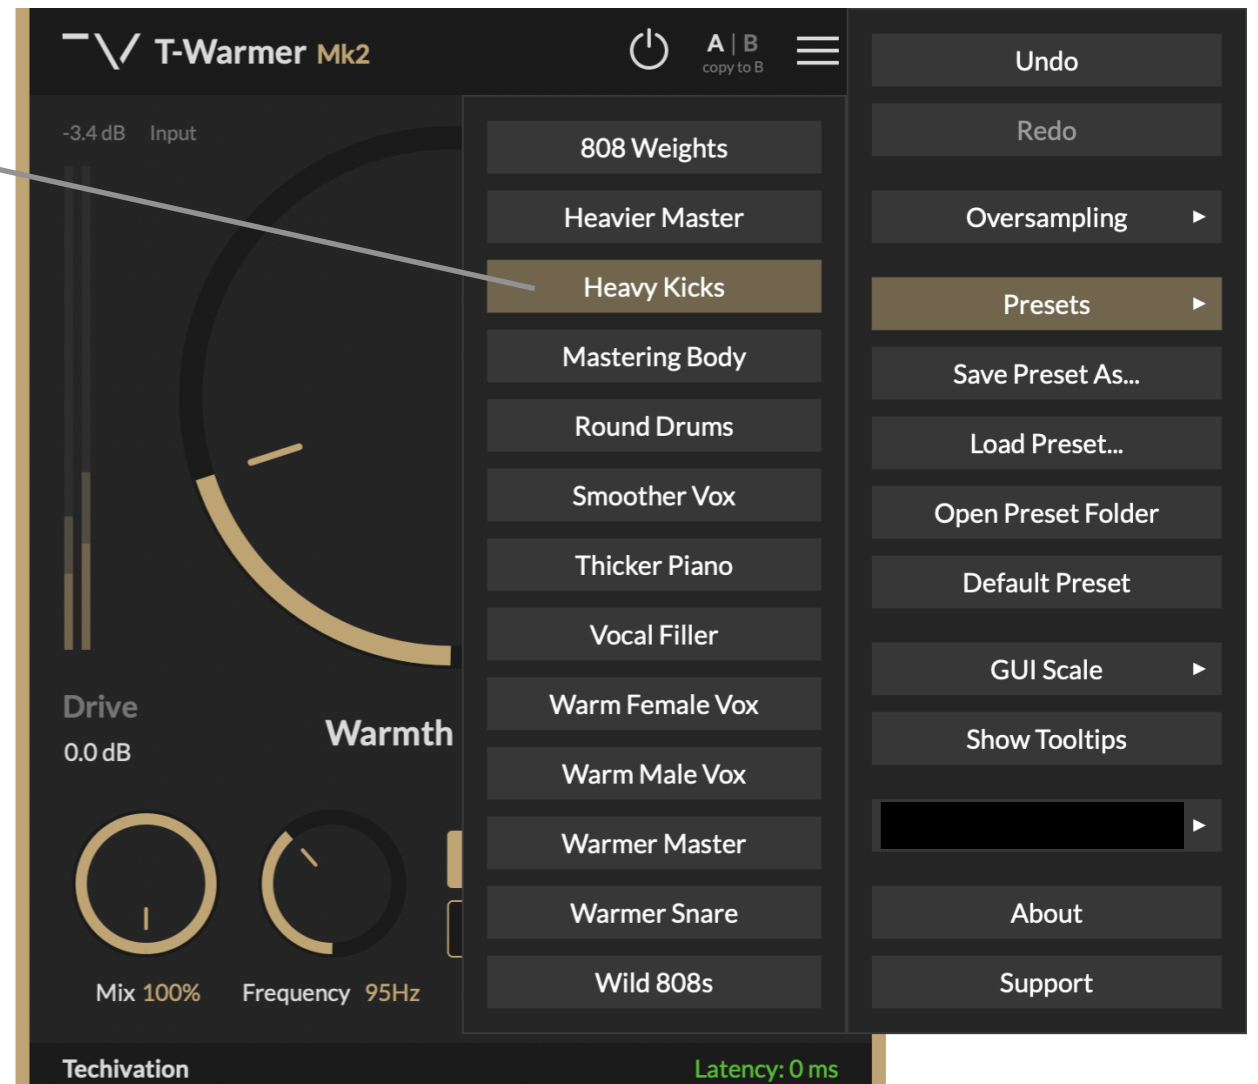 T-Warmer Mk2
A | B
copy to B
-3.4 dB Input
Drive
0.0 dB
Warmth
Mix 100%
Frequency 95Hz
Techivation
Latency: 0 ms
808 Weights
Heavier Master
Heavy Kicks
Mastering Body
Round Drums
Smoother Vox
Thicker Piano
Vocal Filler
Warm Female Vox
Warm Male Vox
Warmer Master
Warmer Snare
Wild 808s
Undo
Redo
Oversampling
Presets
Save Preset As...
Load Preset...
Open Preset Folder
Default Preset
GUI Scale
Show Tooltips
About
Support